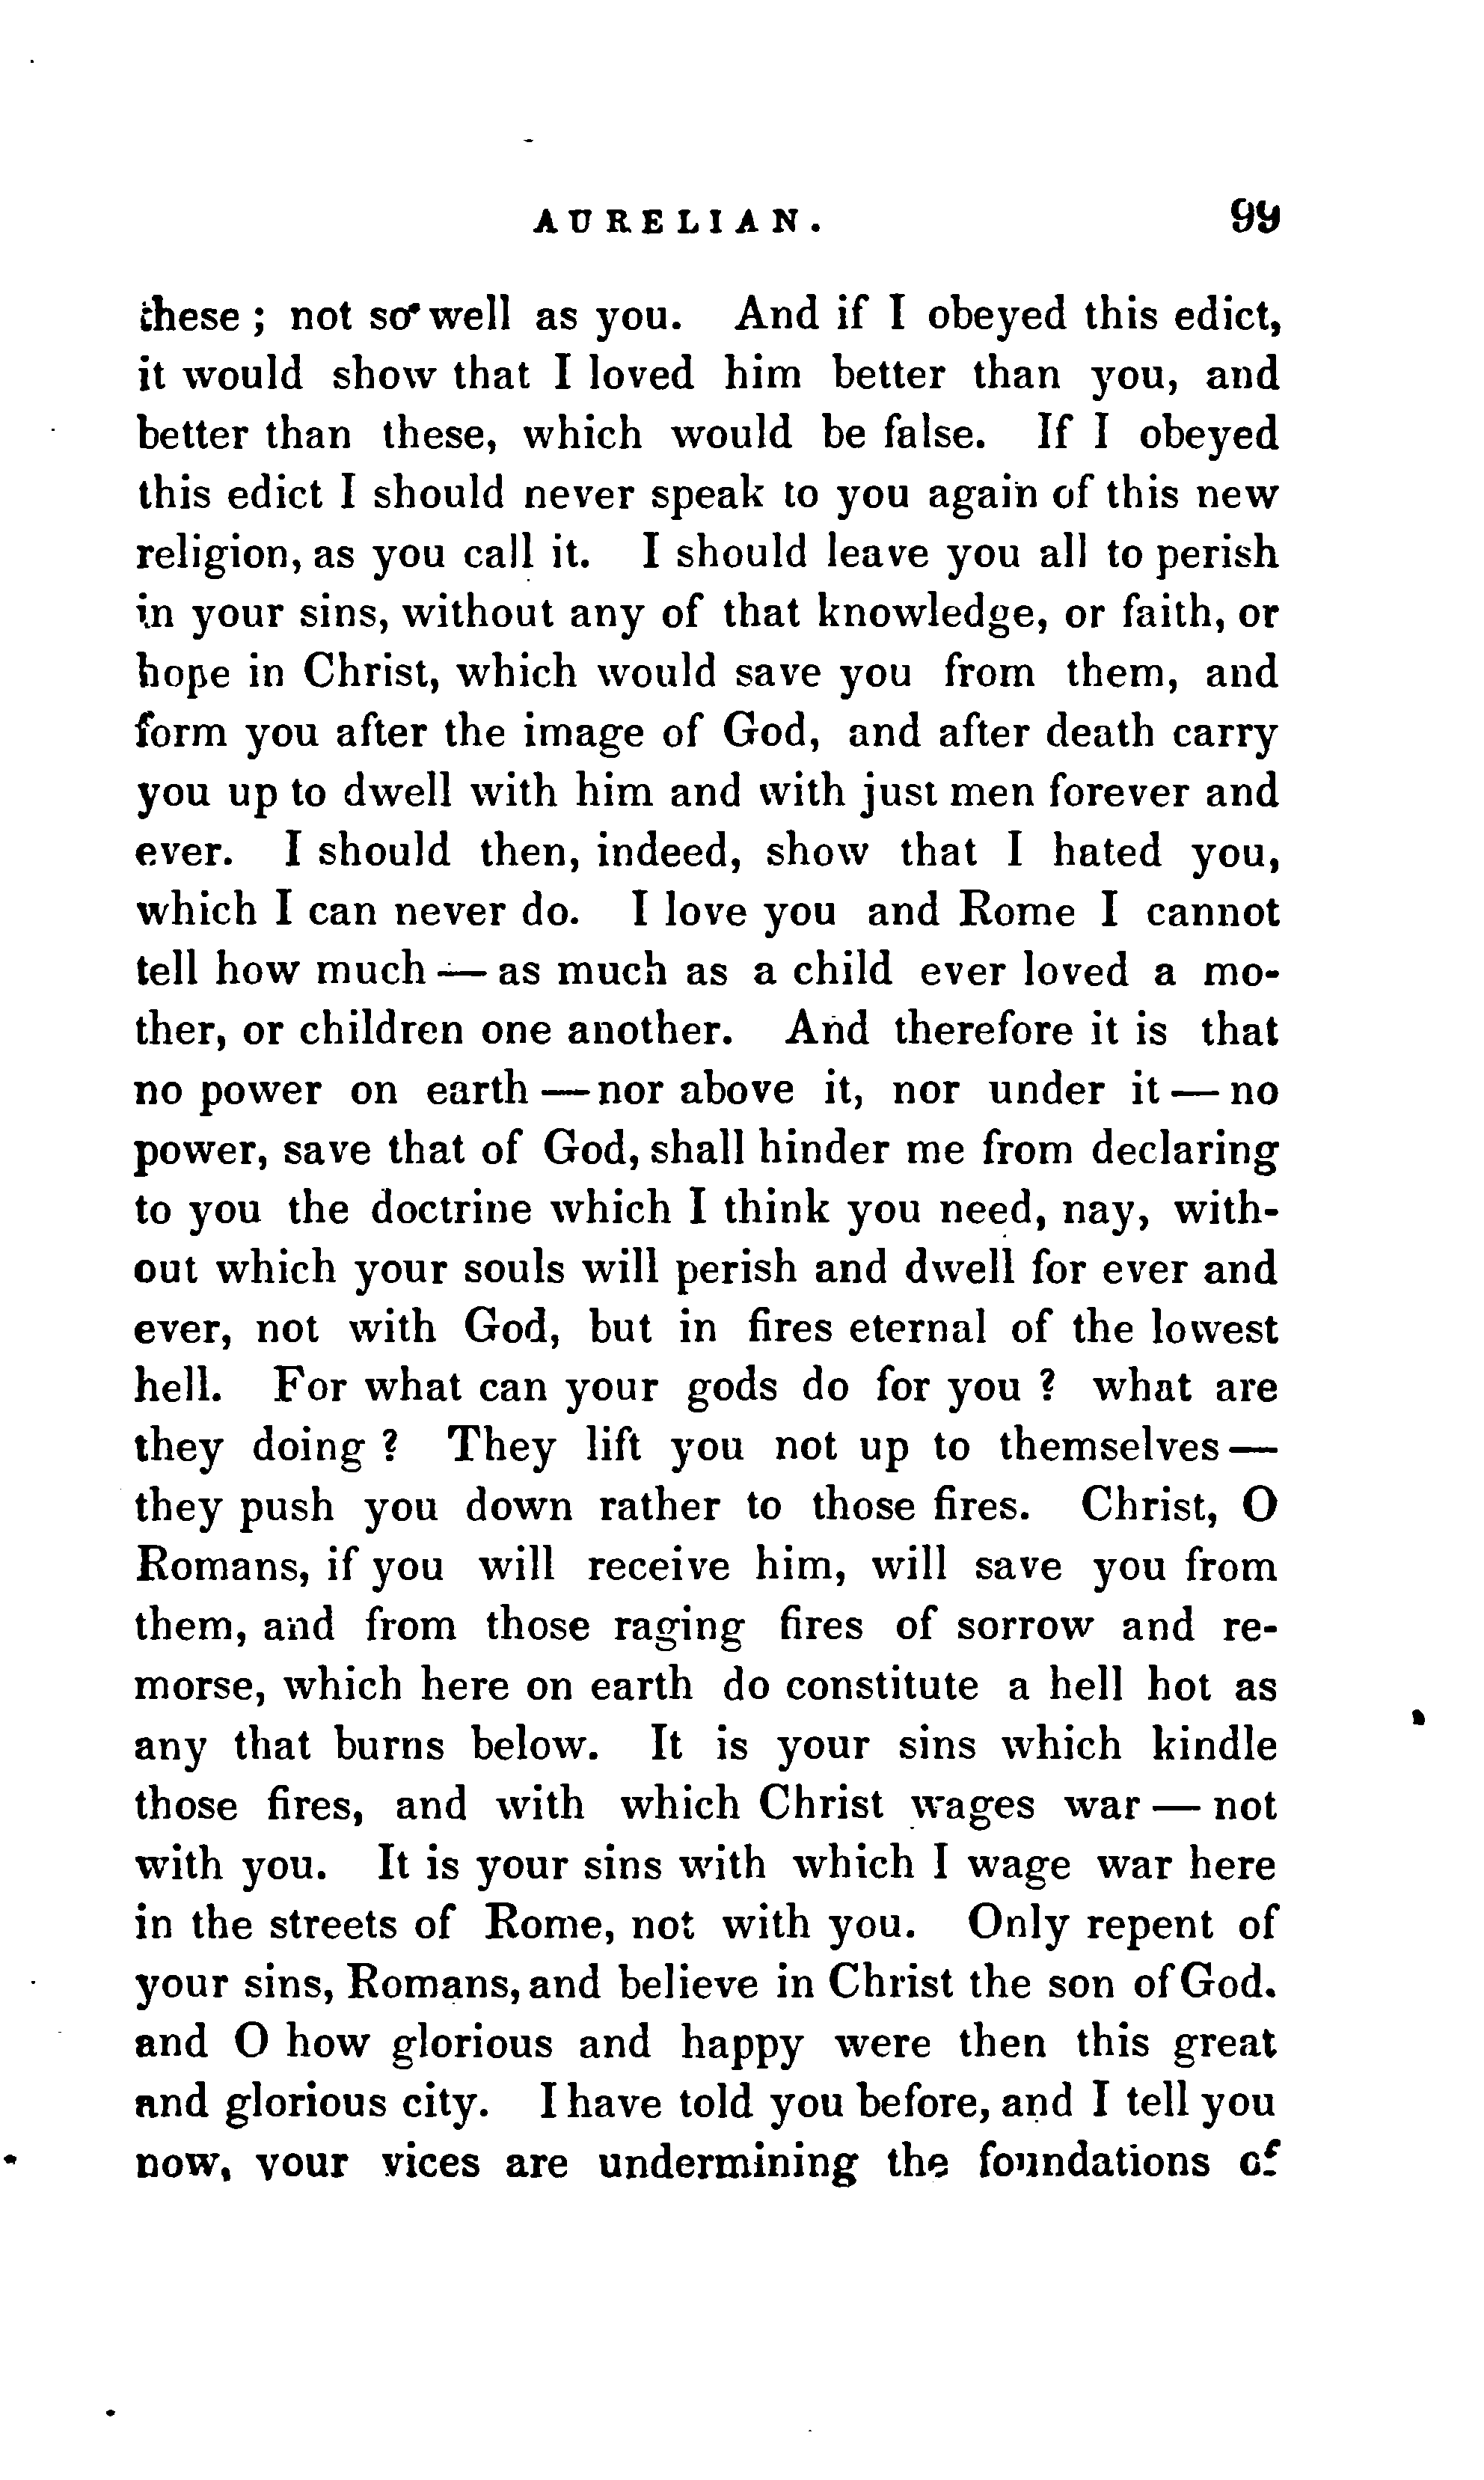 AURELIAN. 99
these ; not so well as you. And if I obeyed this edict,
it would show that I loved him better than you, and
better than these, which would be false. If I obeyed
this edict I should never speak to you again of this new
religion, as you call it. I should leave you all to perish
in your sins, without any of that knowledge, or faith, or
hope in Christ, which would save you from them, and
form you after the image of God, and after death carry
you up to dwell with him and with just men forever and
ever. I should then, indeed, show that I hated you,
which I can never do. I love you and Rome I cannot
tell how much — as much as a child ever loved a mo-
ther, or children one another. And therefore it is that
no power on earth — nor above it, nor under it — no
power, save that of God, shall hinder me from declaring
to you the doctrine which I think you need, nay, with-
out which your souls will perish and dwell for ever and
ever, not with God, but in fires eternal of the lowest
hell. For what can your gods do for you ? what are
they doing ? They lift you not up to themselves —
they push you down rather to those fires. Christ, O
Romans, if you will receive him, will save you from
them, and from those raging fires of sorrow and re-
morse, which here on earth do constitute a hell hot as
any that burns below. It is your sins which kindle
those fires, and with which Christ wages war — not
with you. It is your sins with which I wage war here
in the streets of Rome, not with you. Only repent of
your sins, Romans, and believe in Christ the son of God.
and O how glorious and happy were then this great
and glorious city. I have told you before, and I tell you
now, your vices are undermining the foundations of